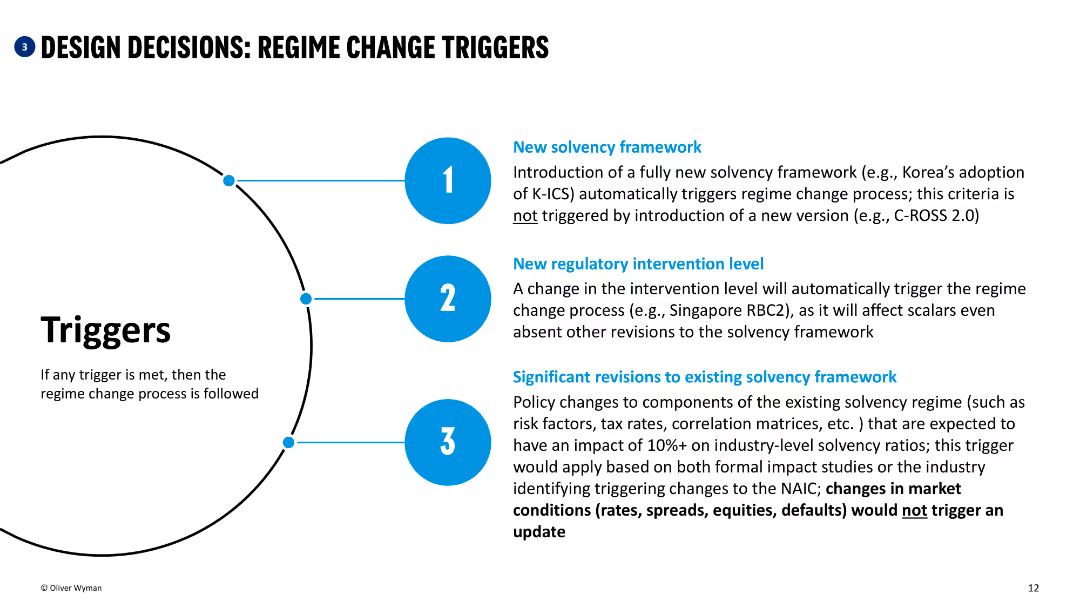 3 DESIGN DECISIONS: REGIME CHANGE TRIGGERS
Triggers
If any trigger is met, then the
regime change process is followed
1
New solvency framework
Introduction of a fully new solvency framework (e.g., Korea's adoption
of K-ICS) automatically triggers regime change process; this criteria is
not triggered by introduction of a new version (e.g., C-ROSS 2.0)
2
New regulatory intervention level
A change in the intervention level will automatically trigger the regime
change process (e.g., Singapore RBC2), as it will affect scalars even
absent other revisions to the solvency framework
3
Significant revisions to existing solvency framework
Policy changes to components of the existing solvency regime (such as
risk factors, tax rates, correlation matrices, etc. ) that are expected to
have an impact of 10%+ on industry-level solvency ratios; this trigger
would apply based on both formal impact studies or the industry
identifying triggering changes to the NAIC; changes in market
conditions (rates, spreads, equities, defaults) would not trigger an
update
© Oliver Wyman
12